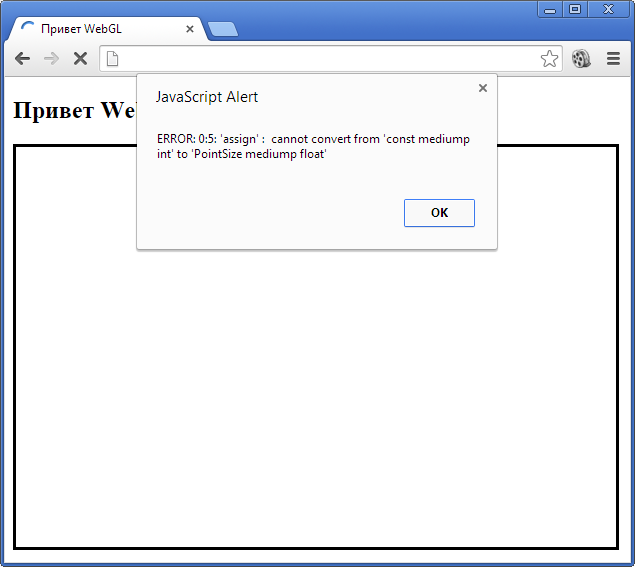 Привет WebGL
JavaScript Alert
Привет We
ERROR: 0:5: 'assign' : cannot convert from 'const mediump
int' to 'PointSize mediump float'
OK